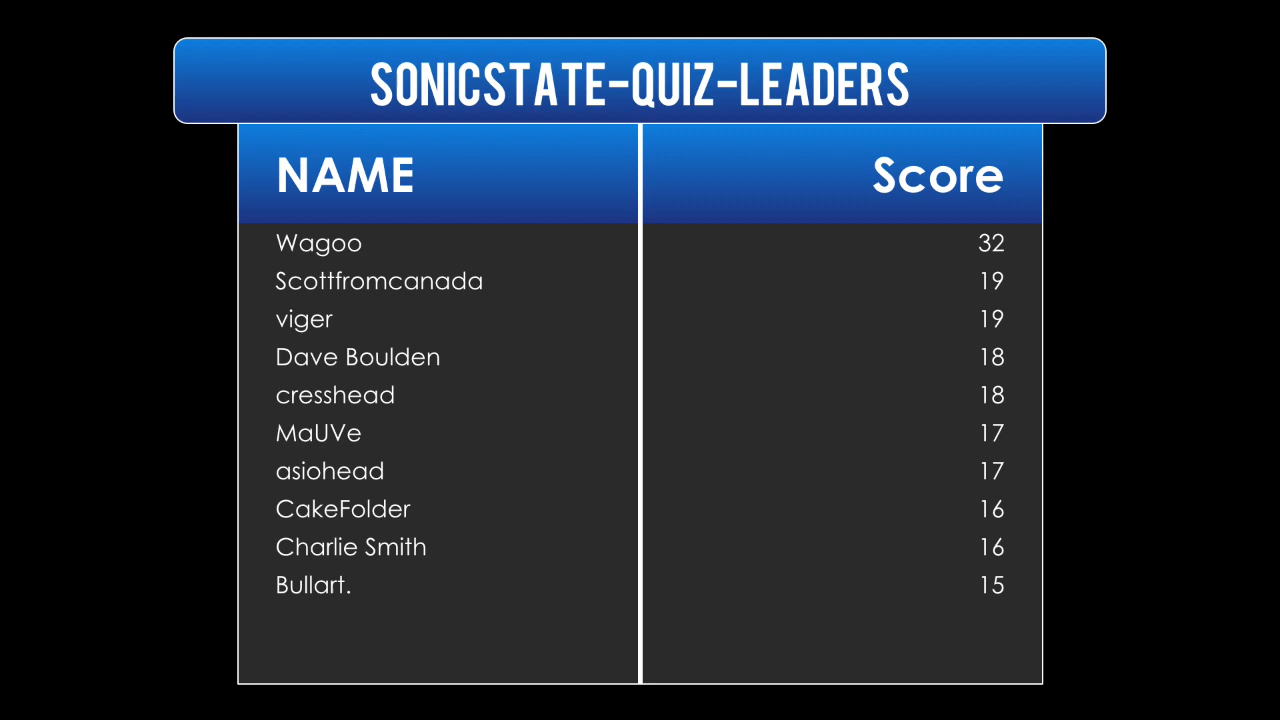 SONICSTATE-QUIZ-LEADERS
NAME Score
Wagoo 32
Scottfromcanada 19
viger 19
Dave Boulden 18
cresshead 18
MaUVe 17
asiohead 17
CakeFolder 16
Charlie Smith 16
Bullart. 15